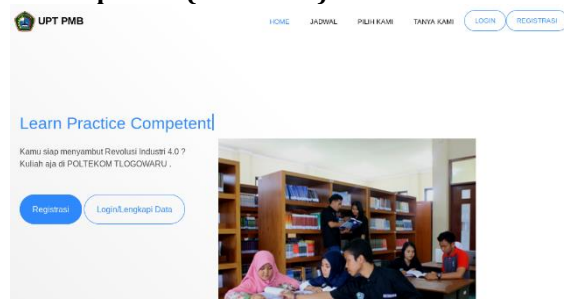 UPT PMB
HOME JADWAL PILIH KAMI TANYA KAMI LOGIN REGISTRASI
Learn Practice Competent
Kamu siap menyambut Revolusi Industri 4.0 ?
Kuliah aja di POLTEKOM TLOGOWARU .
Registrasi Login/Lengkapi Data